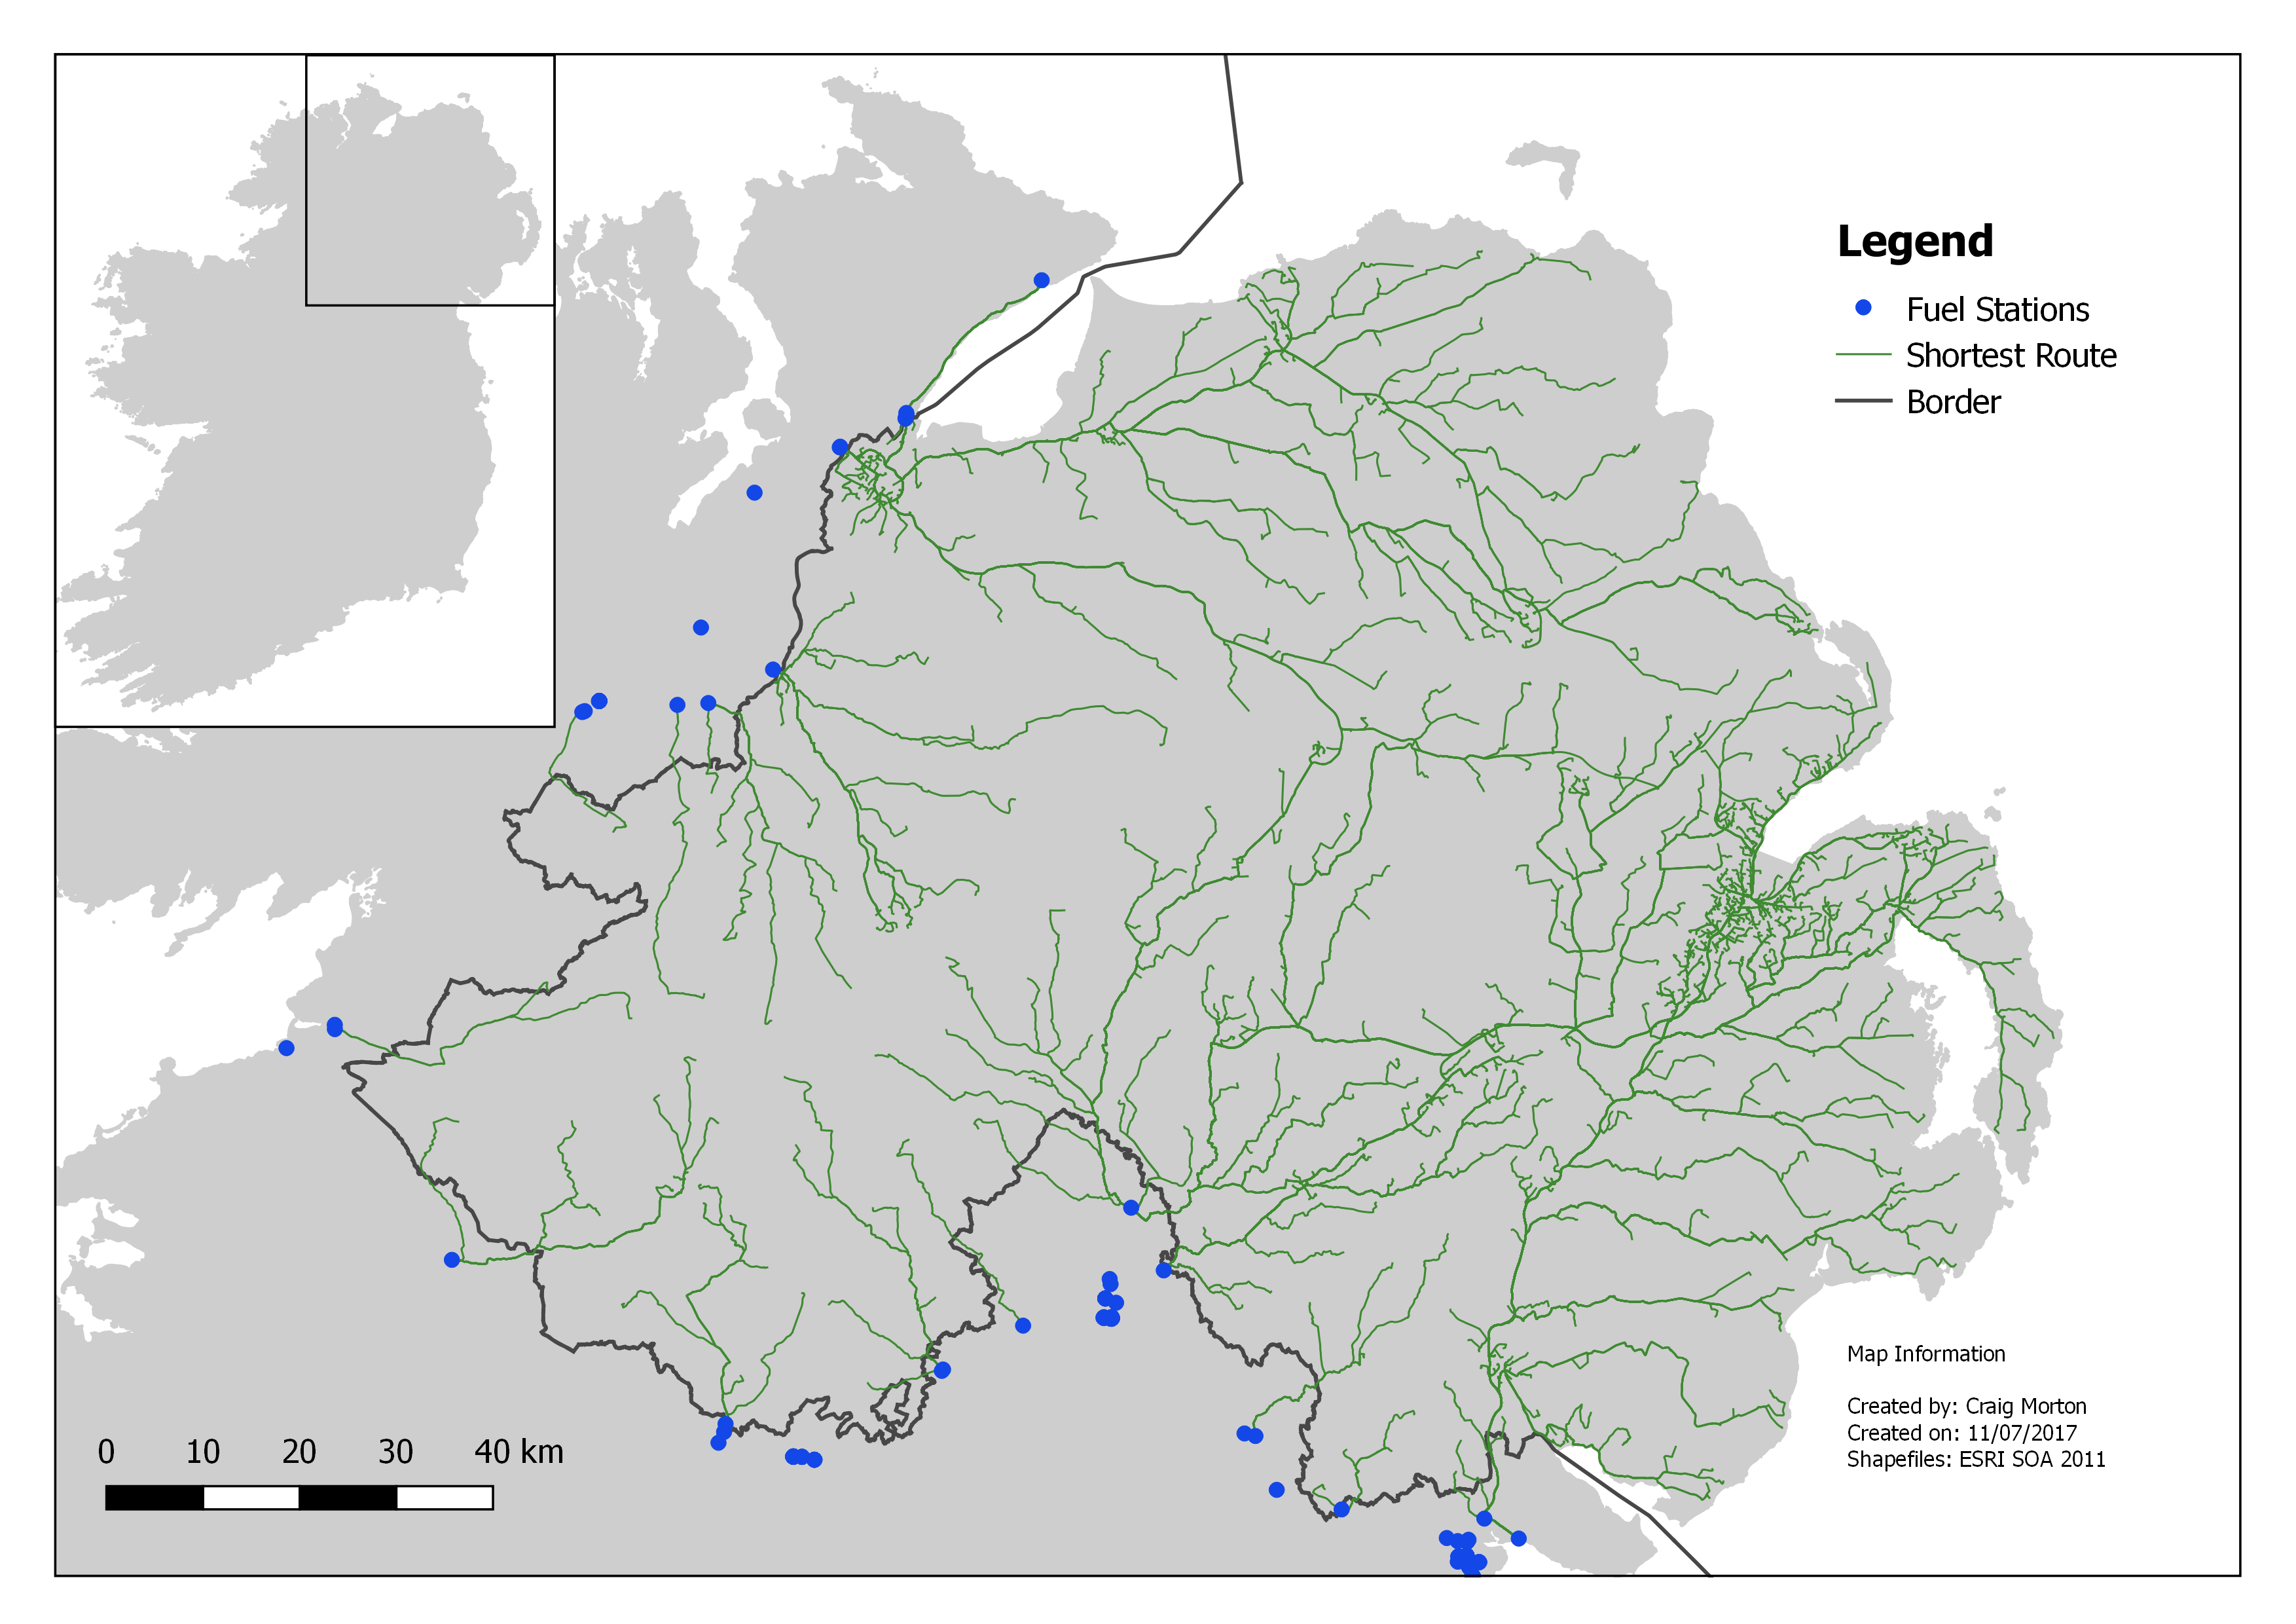 Legend
Fuel Stations
Shortest Route
Border
Map Information
Created by: Craig Morton
Created on: 11/07/2017
Shapefiles: ESRI SOA 2011
0 10 20 30 40 km